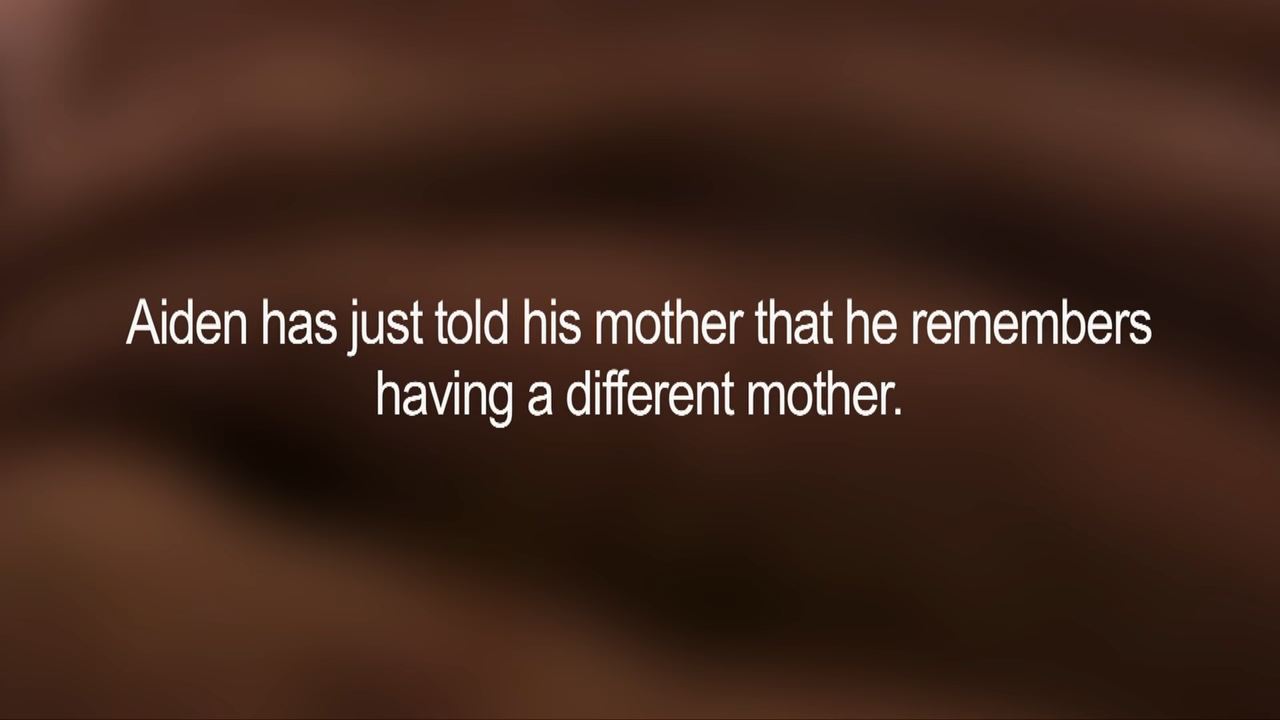 Aiden has just told his mother that he remembers
having a different mother.